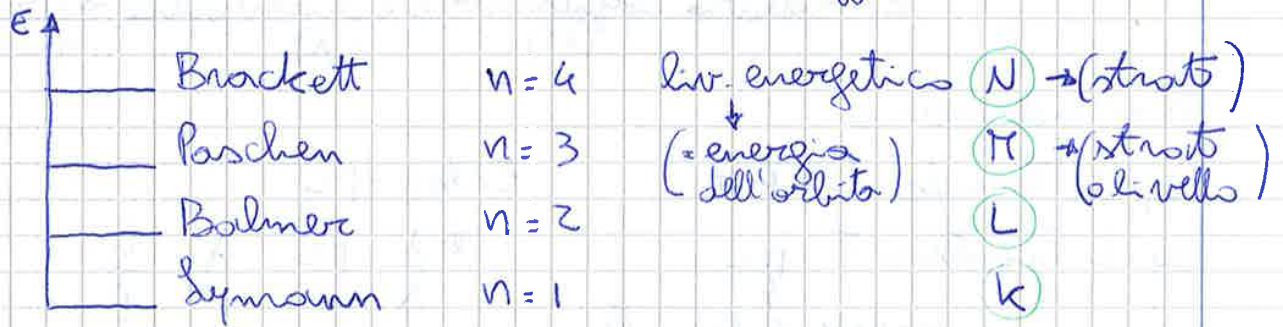 E
Brackett n = 4 liv. energetico N → (strato)
Paschen n = 3 (= energia dell'orbita) M → (strato o livello)
Balmer n = 2 L
Lymann n = 1 K